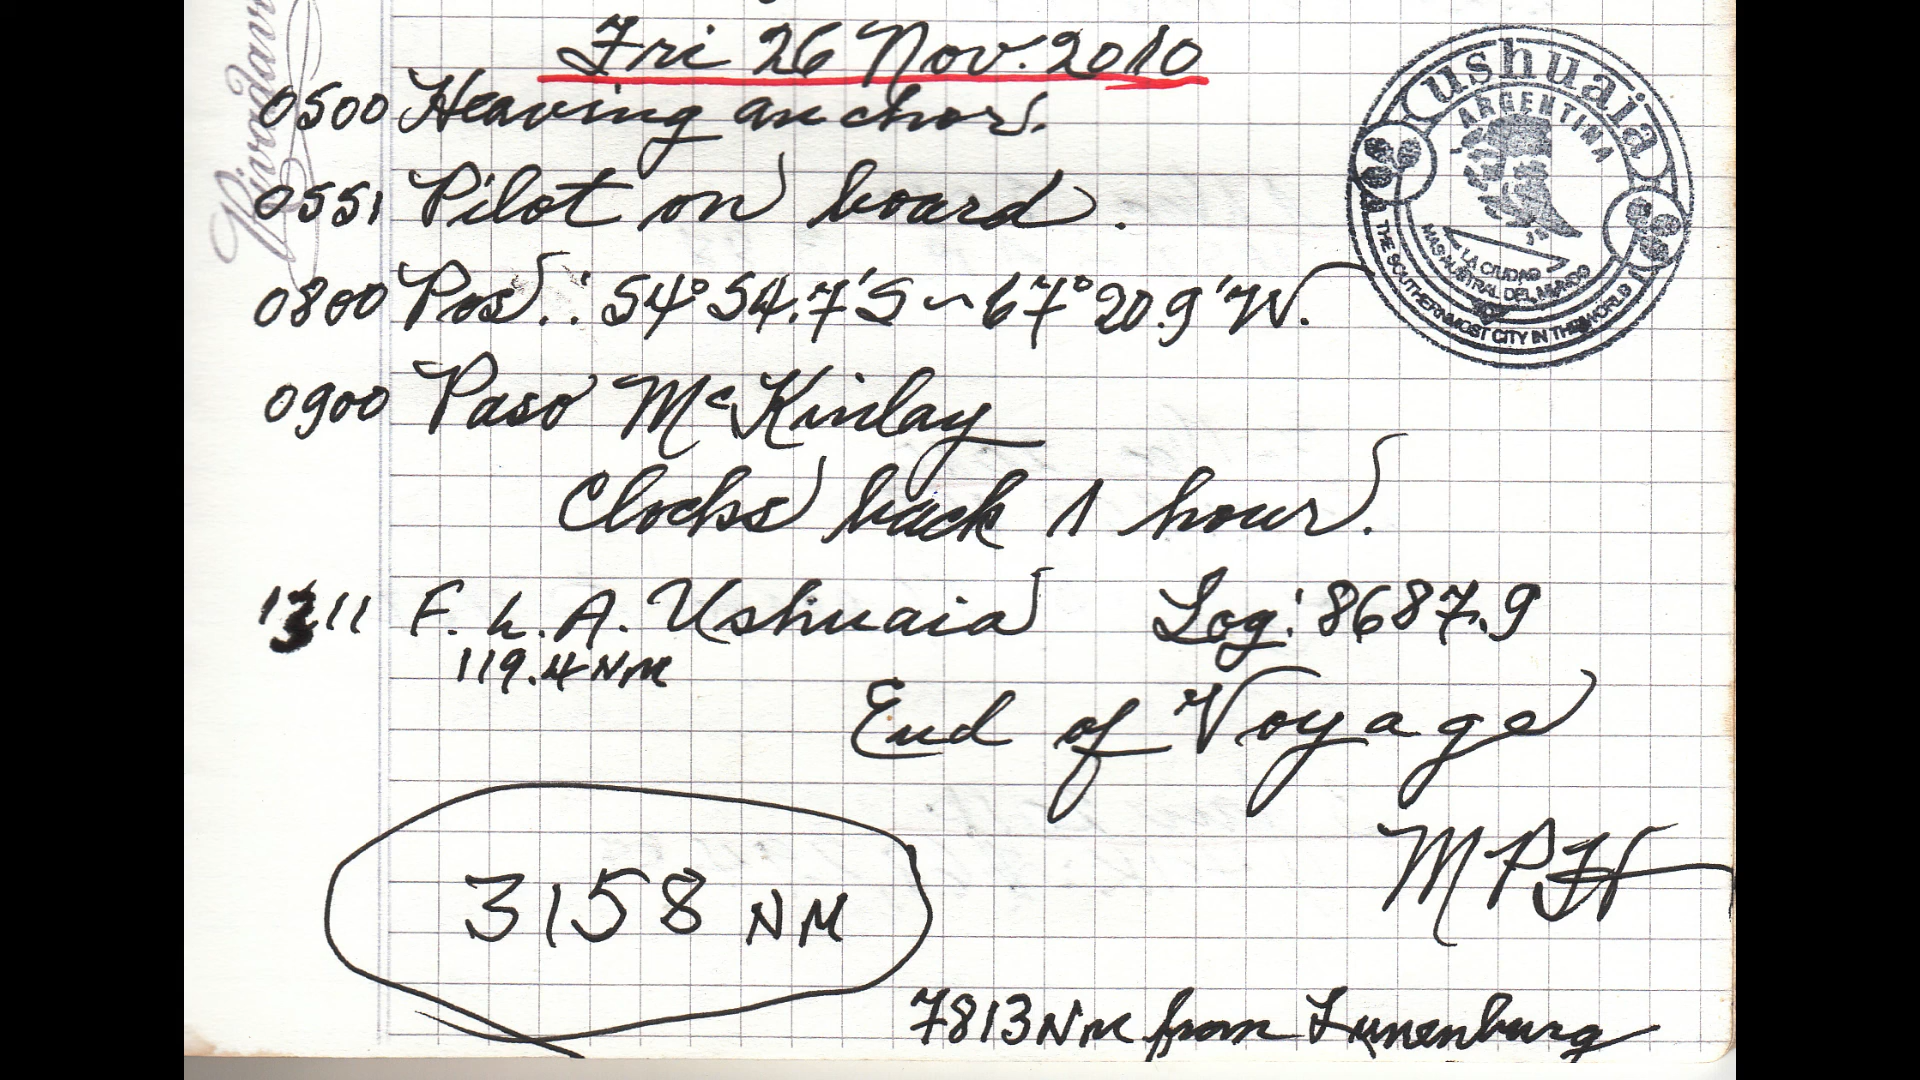 Fri 26 Nov. 2010
0500 Heaving anchor.
0551 Pilot on board.
0800 Pos.: 54° 54.7'S ~ 67° 20.9'W.
0900 Paso McKinlay
Clocks back 1 hour.
1311 F. L. A. Ushuaia Log: 8687.9
119.4 NM
End of Voyage
3158 NM
7813 NM from Lunenburg
ushuaia
ARGENTINA
LA CIUDAD
MAS AUSTRAL DEL MUNDO
THE SOUTHERNMOST CITY IN THE WORLD